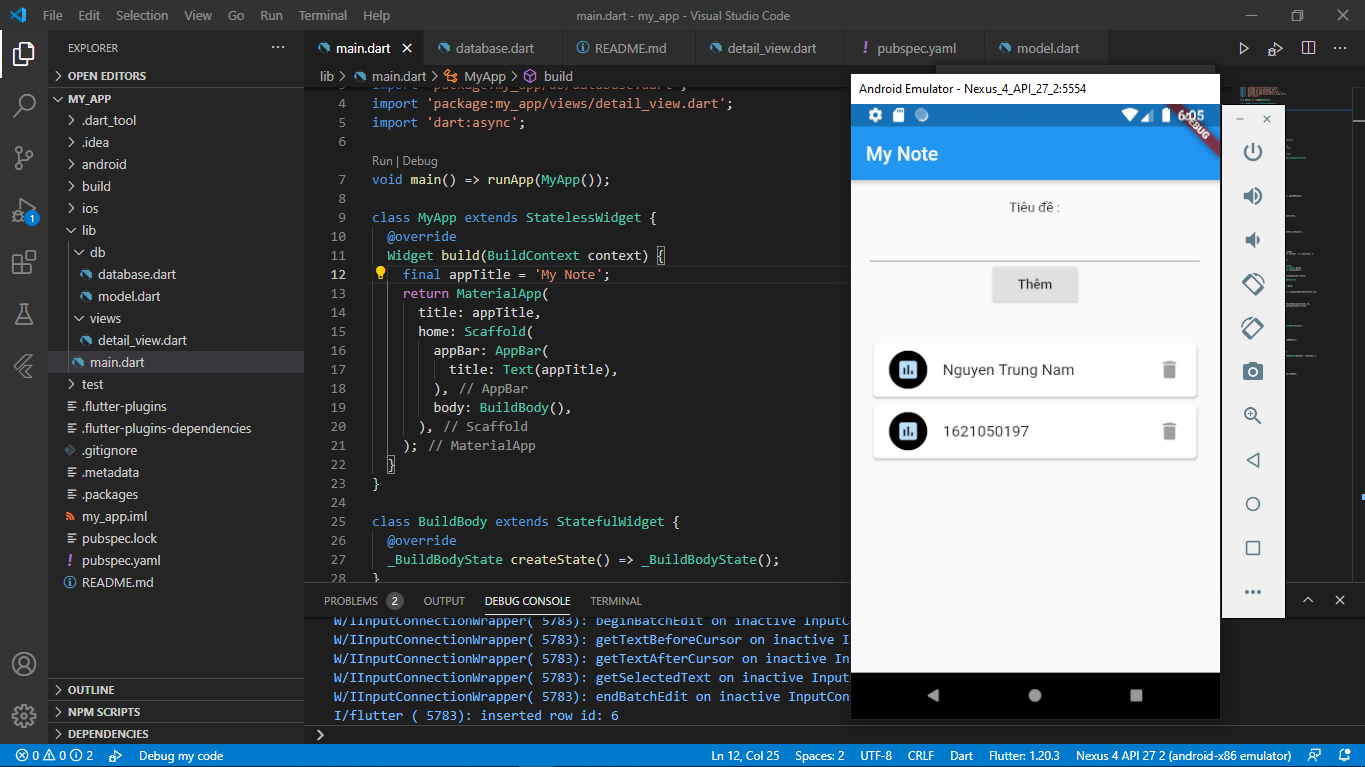 File Edit Selection View Go Run Terminal Help
main.dart - my_app - Visual Studio Code
EXPLORER
OPEN EDITORS
MY_APP
.dart_tool
.idea
android
build
ios
lib
db
database.dart
model.dart
views
detail_view.dart
main.dart
test
.flutter-plugins
.flutter-plugins-dependencies
.gitignore
.metadata
.packages
my_app.iml
pubspec.lock
pubspec.yaml
README.md
OUTLINE
NPM SCRIPTS
DEPENDENCIES
1
main.dart database.dart README.md detail_view.dart pubspec.yaml model.dart
lib > main.dart > MyApp > build
4 import 'package:my_app/views/detail_view.dart';
5 import 'dart:async';
6
Run | Debug
7 void main() => runApp(MyApp());
8
9 class MyApp extends StatelessWidget {
10 @override
11 Widget build(BuildContext context) {
12 final appTitle = 'My Note';
13 return MaterialApp(
14 title: appTitle,
15 home: Scaffold(
16 appBar: AppBar(
17 title: Text(appTitle),
18 ), // AppBar
19 body: BuildBody(),
20 ), // Scaffold
21 ); // MaterialApp
22 }
23 }
24
25 class BuildBody extends StatefulWidget {
26 @override
27 _BuildBodyState createState() => _BuildBodyState();
28 }
PROBLEMS 2 OUTPUT DEBUG CONSOLE TERMINAL
W/IInputConnectionWrapper( 5783): beginBatchEdit on inactive InputCo
W/IInputConnectionWrapper( 5783): getTextBeforeCursor on inactive I
W/IInputConnectionWrapper( 5783): getTextAfterCursor on inactive In
W/IInputConnectionWrapper( 5783): getSelectedText on inactive Input
W/IInputConnectionWrapper( 5783): endBatchEdit on inactive InputCon
I/flutter ( 5783): inserted row id: 6
Android Emulator - Nexus_4_API_27_2:5554
6:05
DEBUG
My Note
Tiêu đề :
Thêm
Nguyen Trung Nam
1621050197
0 0 2 Debug my code
Ln 12, Col 25 Spaces: 2 UTF-8 CRLF Dart Flutter: 1.20.3 Nexus 4 API 27 2 (android-x86 emulator)